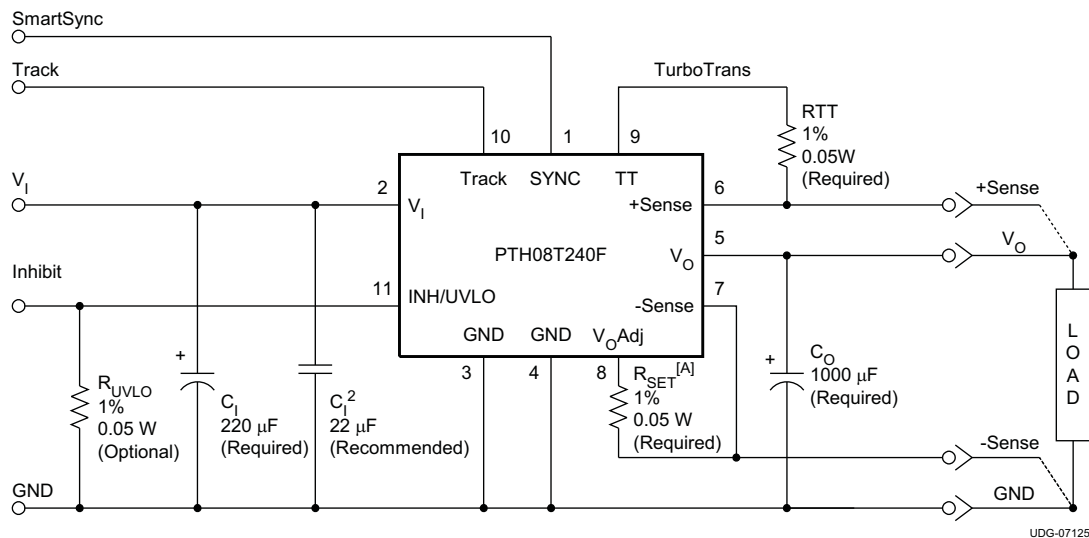 SmartSync
Track
TurboTrans
RTT
1%
0.05W
(Required)
10
1
9
Track
SYNC
TT
V_I
2
V_I
6
+Sense
+Sense
5
V_O
V_O
PTH08T240F
Inhibit
11
INH/UVLO
7
-Sense
GND
GND
V_OAdj
3
4
8
R_SET [A]
1%
0.05 W
(Required)
R_UVLO
1%
0.05 W
(Optional)
+
C_I
220 μF
(Required)
C_I2
22 μF
(Recommended)
+
C_O
1000 μF
(Required)
L
O
A
D
-Sense
GND
GND
UDG-07125